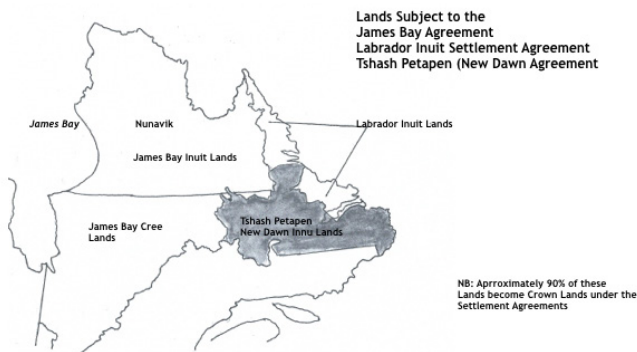 Lands Subject to the
James Bay Agreement
Labrador Inuit Settlement Agreement
Tshash Petapen (New Dawn Agreement
James Bay
Nunavik
Labrador Inuit Lands
James Bay Inuit Lands
James Bay Cree
Lands
Tshash Petapen
New Dawn Innu Lands
NB: Aprroximately 90% of these
Lands become Crown Lands under the
Settlement Agreements